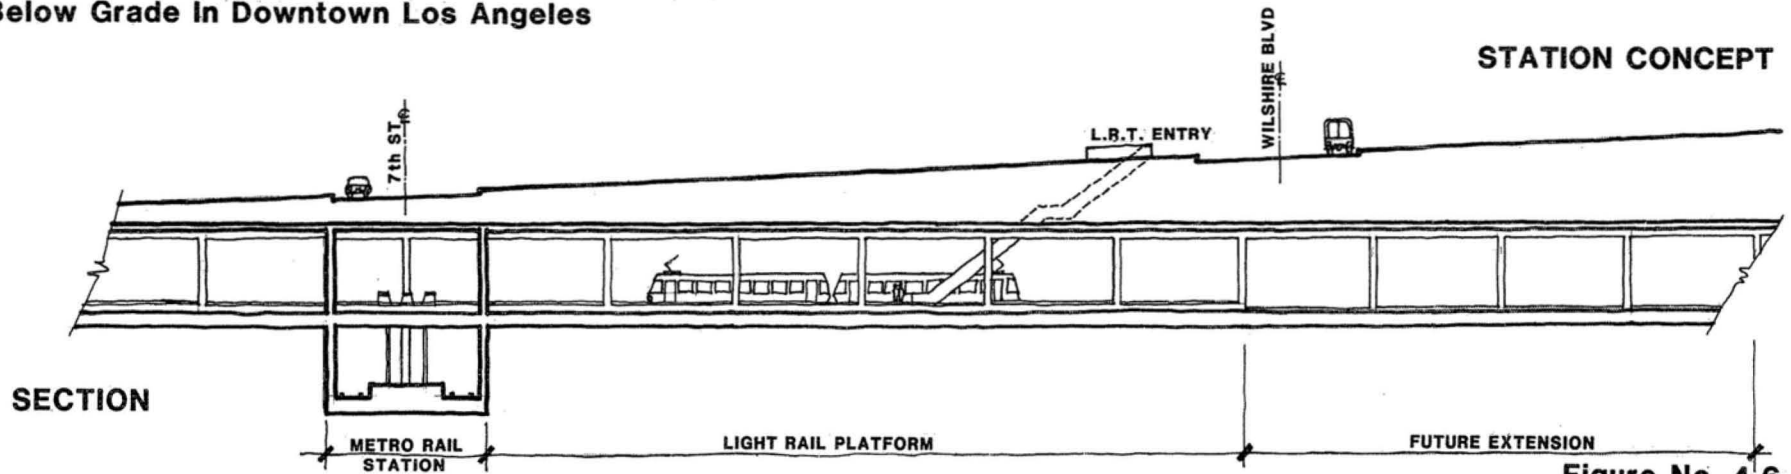 Below Grade In Downtown Los Angeles
STATION CONCEPT
7th ST
L.R.T. ENTRY
WILSHIRE BLVD
SECTION
METRO RAIL
STATION
LIGHT RAIL PLATFORM
FUTURE EXTENSION
Figure No. 4.6